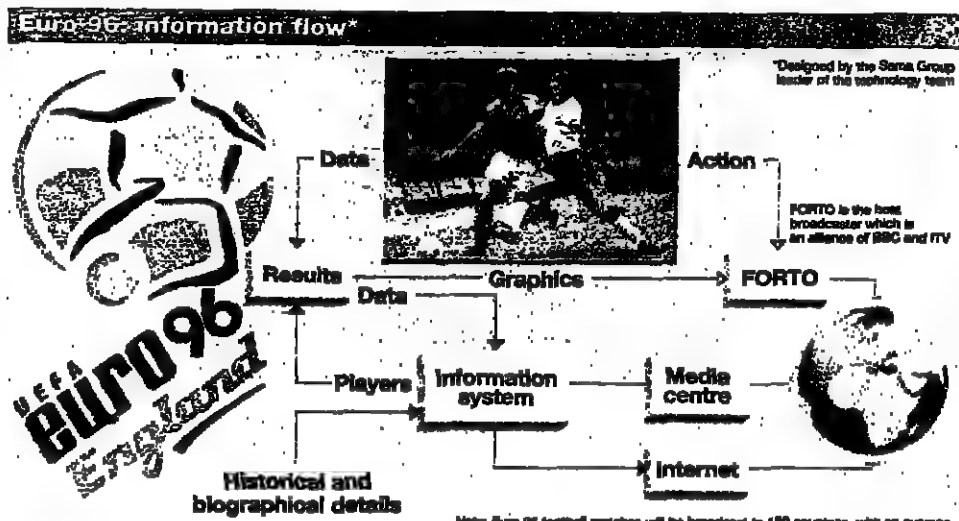 Euro 96: information flow*
*Designed by the Sema Group
leader of the technology team
Data
Action
FORTO is the host
broadcaster which is
an alliance of BBC and ITV
Results
Graphics
FORTO
Data
UEFA
euro 96
England
Players
Information
system
Media
centre
Internet
Historical and
biographical details